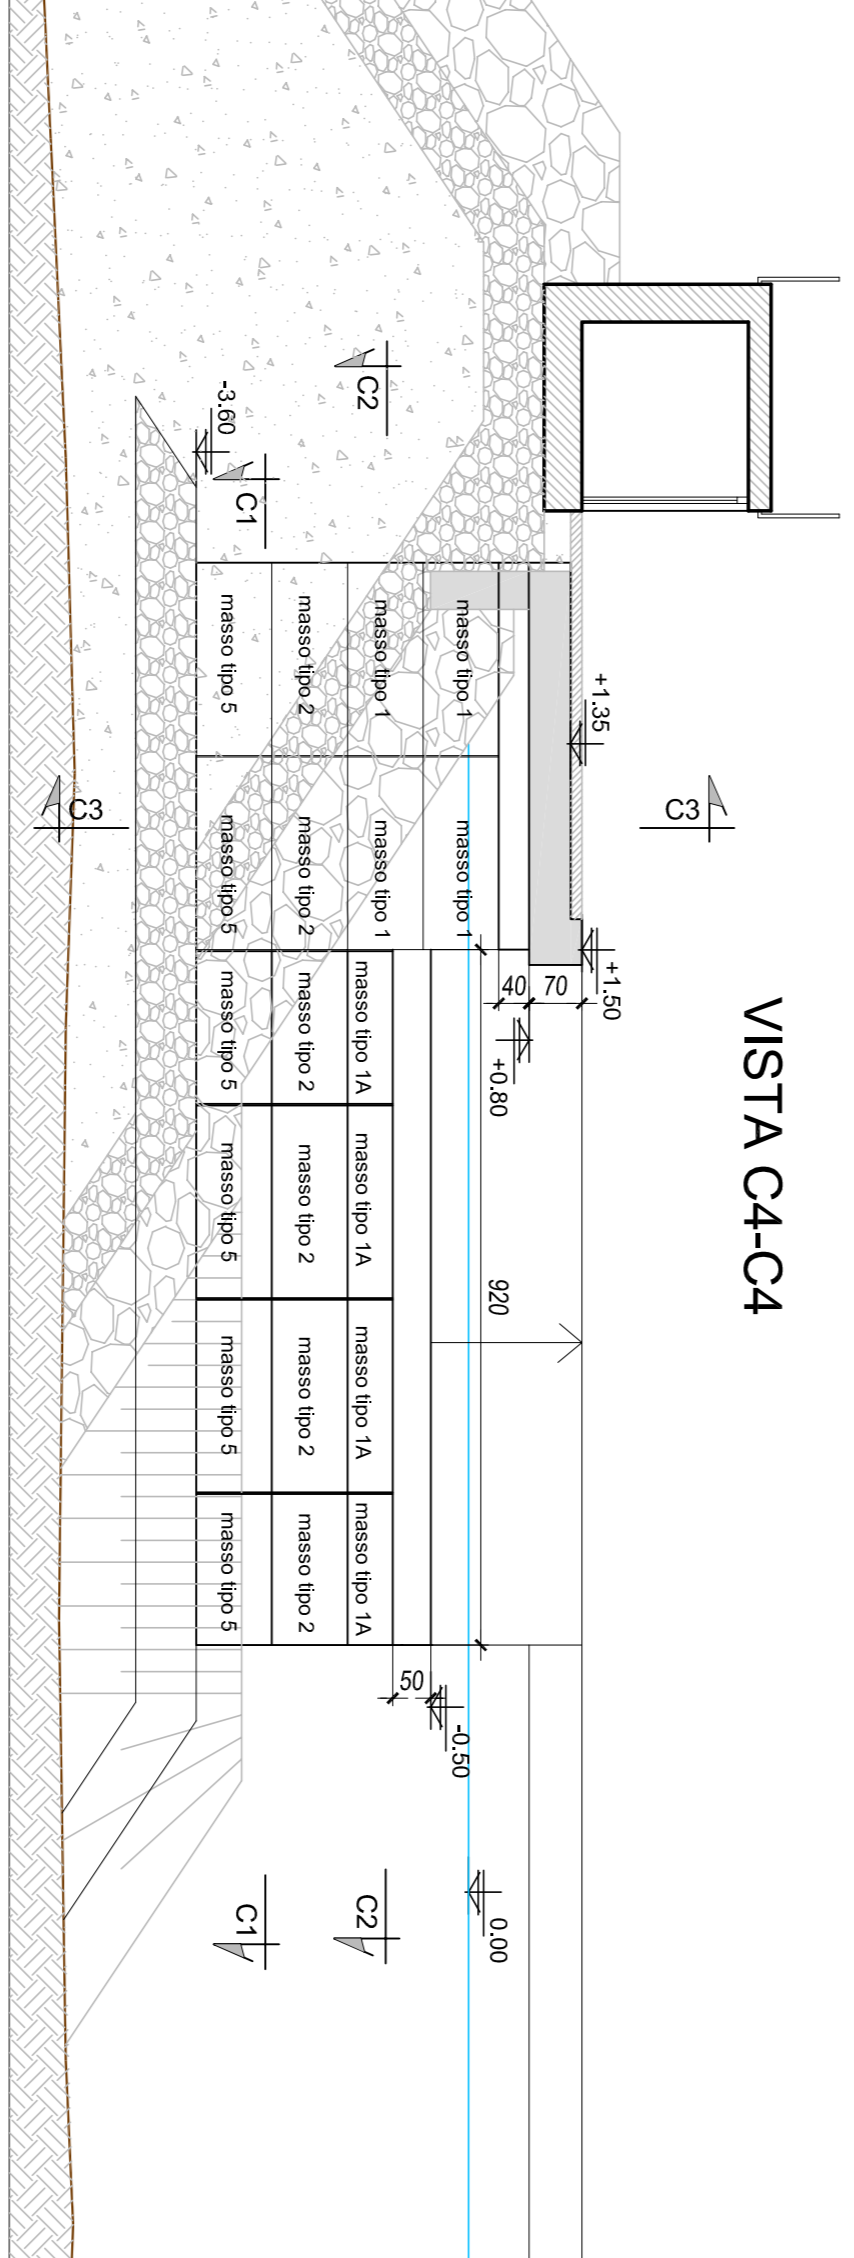 VISTA C4-C4
C3
+1.35
+1.50
70
40
+0.80
920
-0.50
50
0.00
C2
C2
C1
C1
-3.60
C3
masso tipo 1
masso tipo 1
masso tipo 1
masso tipo 1
masso tipo 1A
masso tipo 1A
masso tipo 1A
masso tipo 1A
masso tipo 2
masso tipo 2
masso tipo 2
masso tipo 2
masso tipo 2
masso tipo 2
masso tipo 5
masso tipo 5
masso tipo 5
masso tipo 5
masso tipo 5
masso tipo 5